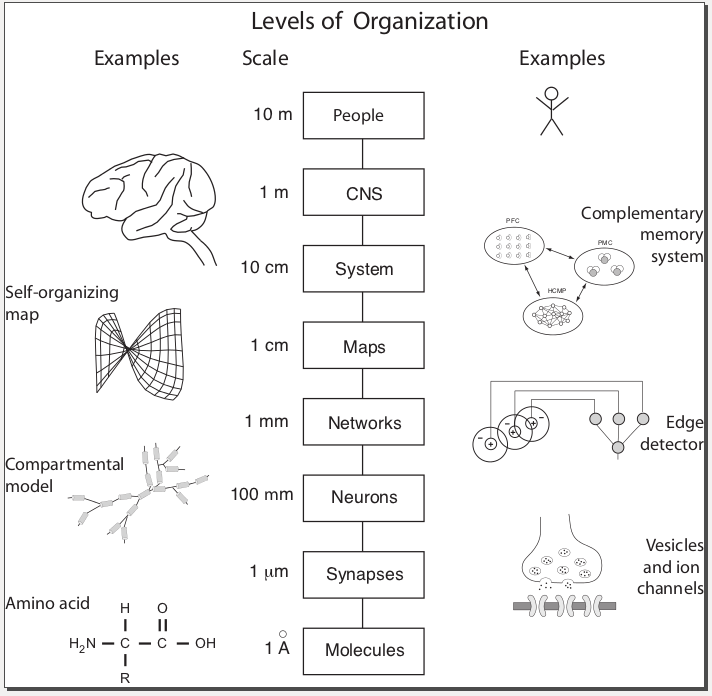 Levels of Organization
Examples
Scale
Examples
10 m
People
1 m
CNS
PFC
PMC
HCMP
Complementary
memory
system
10 cm
System
Self-organizing
map
1 cm
Maps
1 mm
Networks
- + - + + -
Edge
detector
Compartmental
model
100 mm
Neurons
1 μm
Synapses
Vesicles
and ion
channels
Amino acid
H O
H₂N C C OH
R
1 Å
Molecules